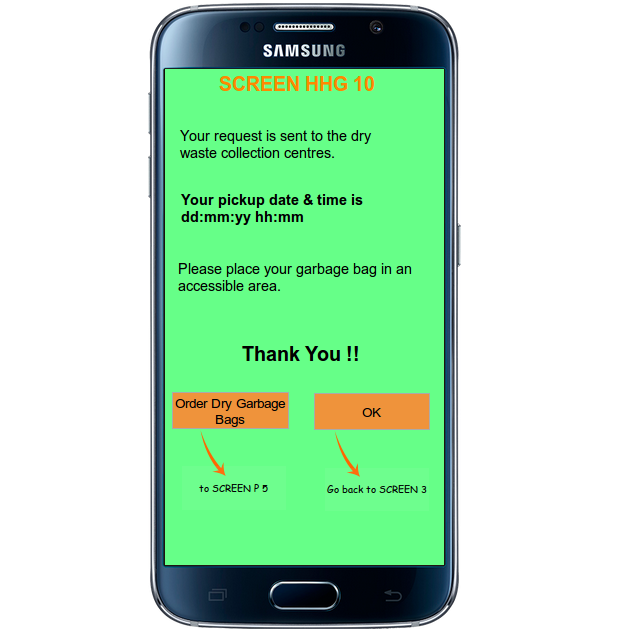 SAMSUNG
SCREEN HHG 10
Your request is sent to the dry
waste collection centres.
Your pickup date & time is
dd:mm:yy hh:mm
Please place your garbage bag in an
accessible area.
Thank You !!
Order Dry Garbage
Bags
OK
to SCREEN P 5
Go back to SCREEN 3